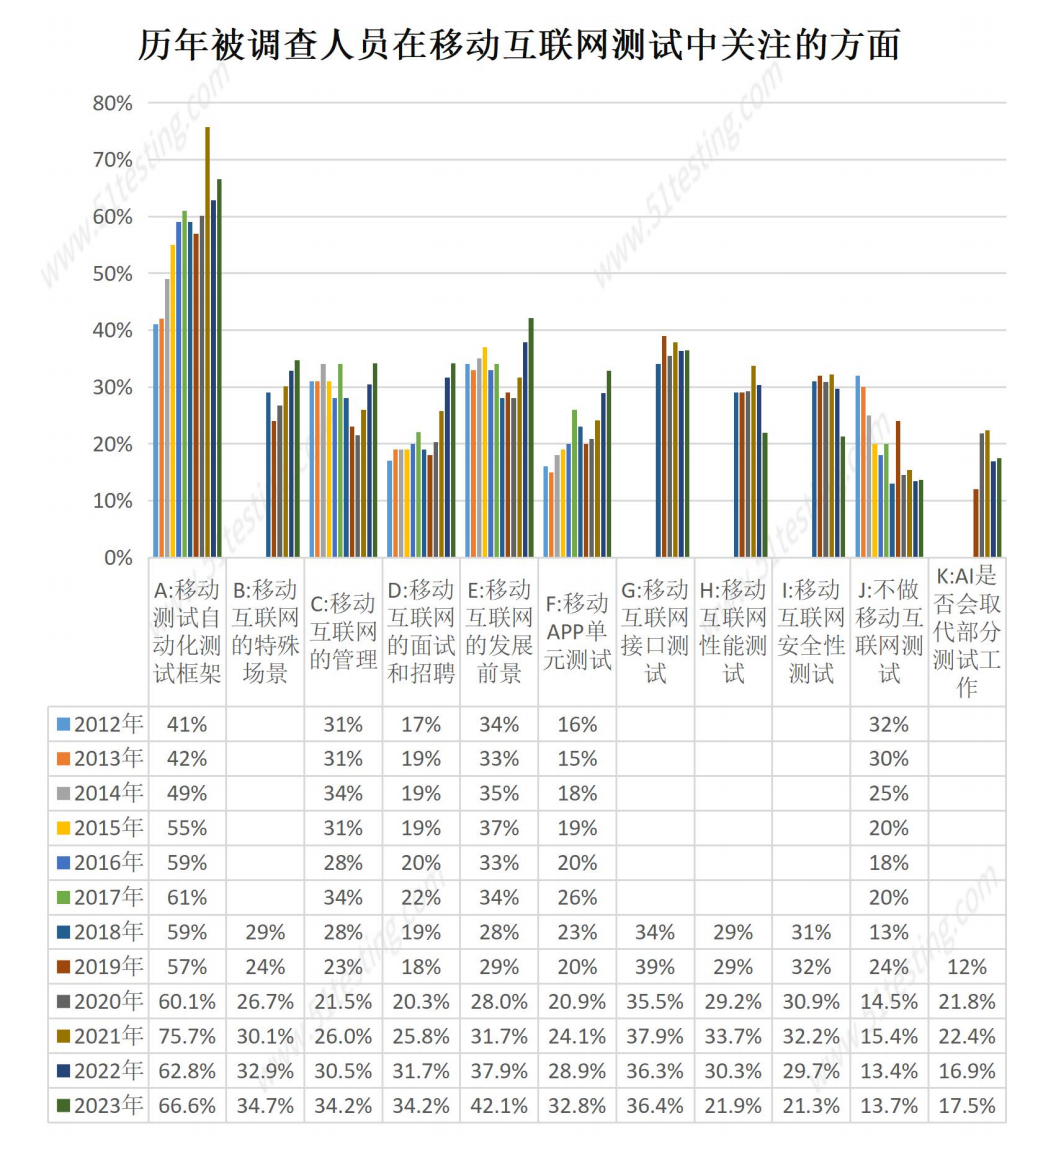 历年被调查人员在移动互联网测试中关注的方面
80%
70%
60%
50%
40%
30%
20%
10%
0%
A:移动
测试自
动化测
试框架
B:移动
互联网
的特殊
场景
C:移动
互联网
的管理
D:移动
互联网
的面试
和招聘
E:移动
互联网
的发展
前景
F:移动
APP单
元测试
G:移动
互联网
接口测
试
H:移动
互联网
性能测
试
I:移动
互联网
安全性
测试
J:不做
移动互
联网测
试
K:AI是
否会取
代部分
测试工
作
2012年 41% 31% 17% 34% 16% 32%
2013年 42% 31% 19% 33% 15% 30%
2014年 49% 34% 19% 35% 18% 25%
2015年 55% 31% 19% 37% 19% 20%
2016年 59% 28% 20% 33% 20% 18%
2017年 61% 34% 22% 34% 26% 20%
2018年 59% 29% 28% 19% 28% 23% 34% 29% 31% 13%
2019年 57% 24% 23% 18% 29% 20% 39% 29% 32% 24% 12%
2020年 60.1% 26.7% 21.5% 20.3% 28.0% 20.9% 35.5% 29.2% 30.9% 14.5% 21.8%
2021年 75.7% 30.1% 26.0% 25.8% 31.7% 24.1% 37.9% 33.7% 32.2% 15.4% 22.4%
2022年 62.8% 32.9% 30.5% 31.7% 37.9% 28.9% 36.3% 30.3% 29.7% 13.4% 16.9%
2023年 66.6% 34.7% 34.2% 34.2% 42.1% 32.8% 36.4% 21.9% 21.3% 13.7% 17.5%
www.51testing.com
www.51testing.com
www.51testing.com
www.51testing.com
www.51testing.com
www.51testing.com